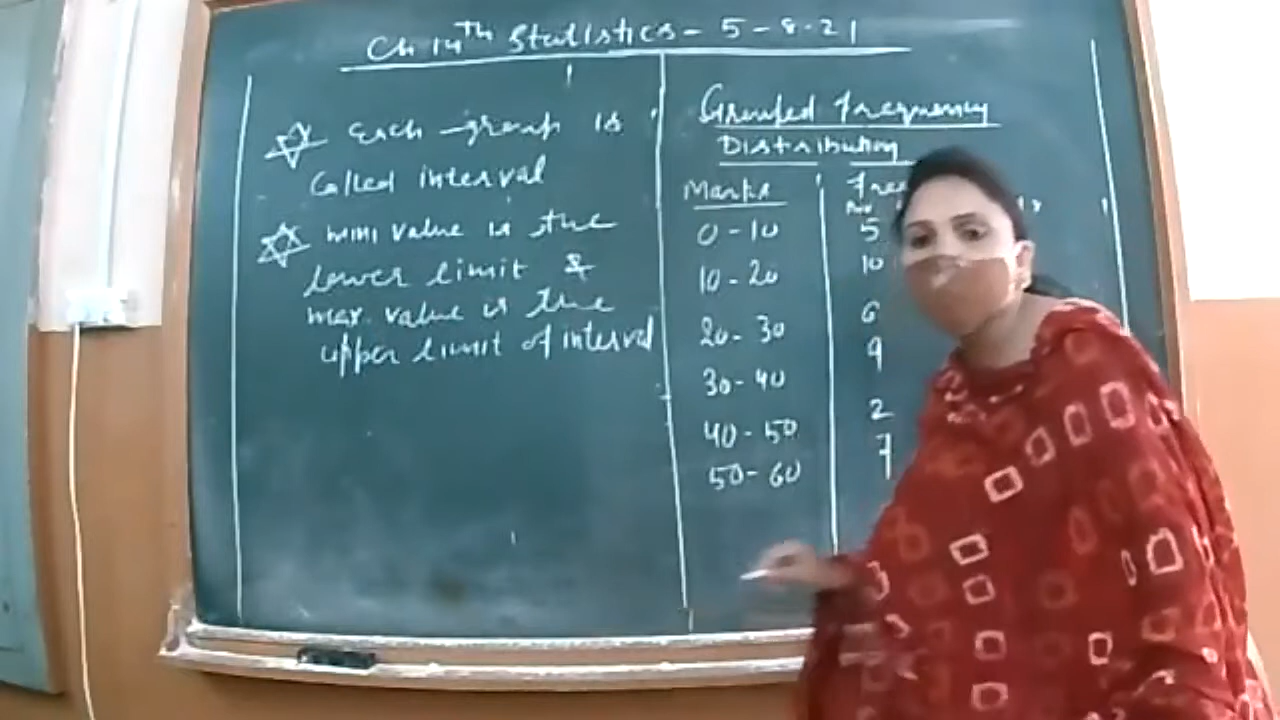 Ch 14th Statistics - 5-8-21
Each group is
Called interval
mini value is the
lower limit &
max. value is the
upper limit of interval
Grouped Frequency
Distribution
Marks
0-10 5
10-20 10
20-30 6
30-40 9
40-50 2
50-60 7